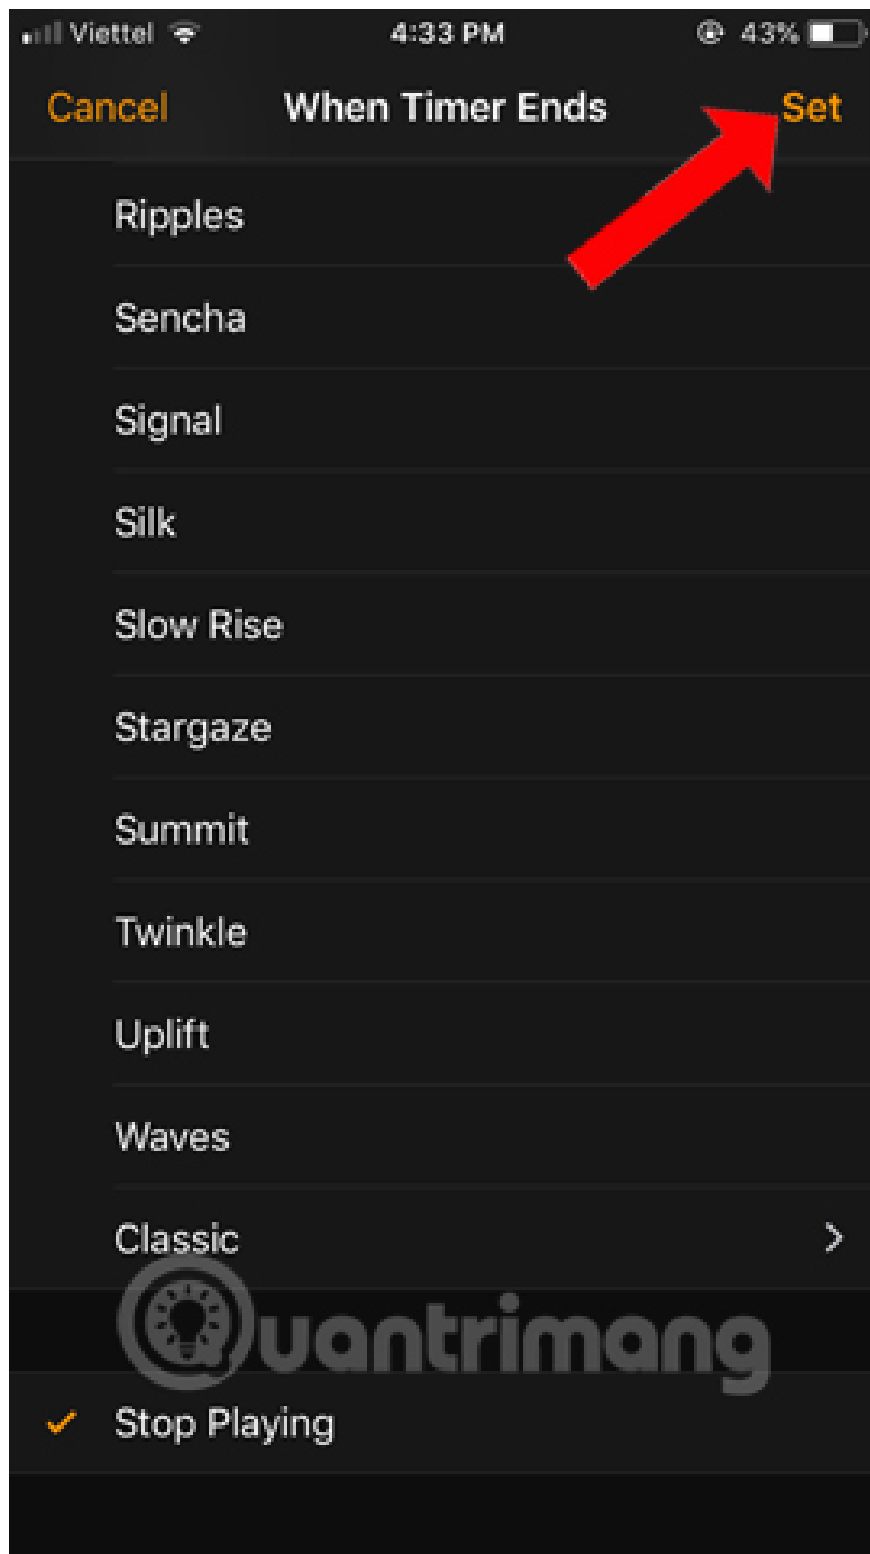 Viettel 4:33 PM 43%
Cancel When Timer Ends Set
Ripples
Sencha
Signal
Silk
Slow Rise
Stargaze
Summit
Twinkle
Uplift
Waves
Classic
Quantrimang
Stop Playing